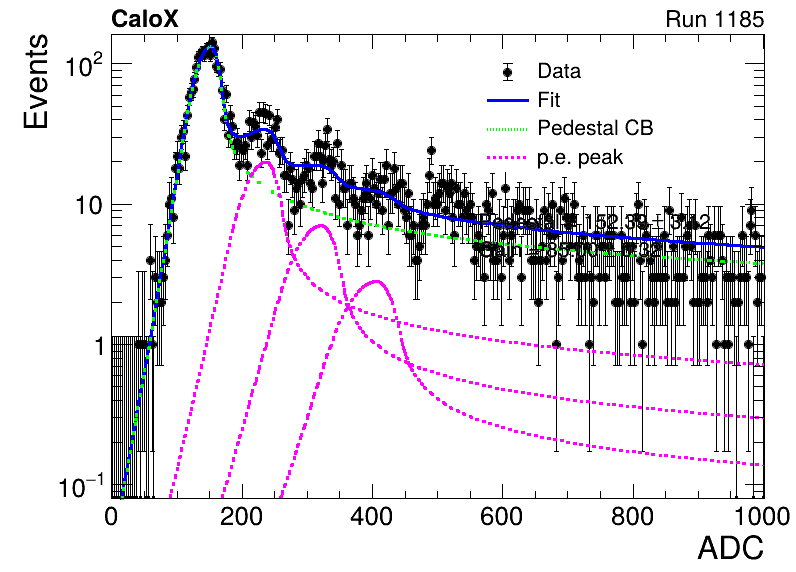 CaloX Run 1185
Events
Data
Fit
Pedestal CB
p.e. peak
10²
10
1
10⁻¹
0 200 400 600 800 1000
ADC